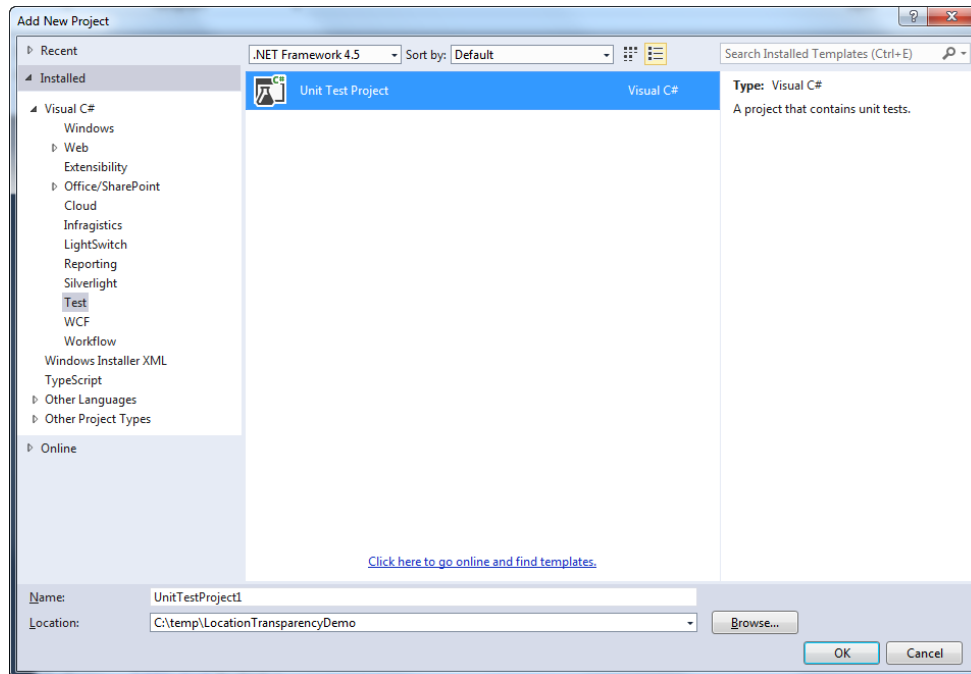 Add New Project
Recent
.NET Framework 4.5
Sort by: Default
Search Installed Templates (Ctrl+E)
Installed
Visual C#
Windows
Web
Extensibility
Office/SharePoint
Cloud
Infragistics
LightSwitch
Reporting
Silverlight
Test
WCF
Workflow
Windows Installer XML
TypeScript
Other Languages
Other Project Types
Online
C#
Unit Test Project
Visual C#
Type: Visual C#
A project that contains unit tests.
Click here to go online and find templates.
Name: UnitTestProject1
Location: C:\temp\LocationTransparencyDemo
Browse...
OK
Cancel